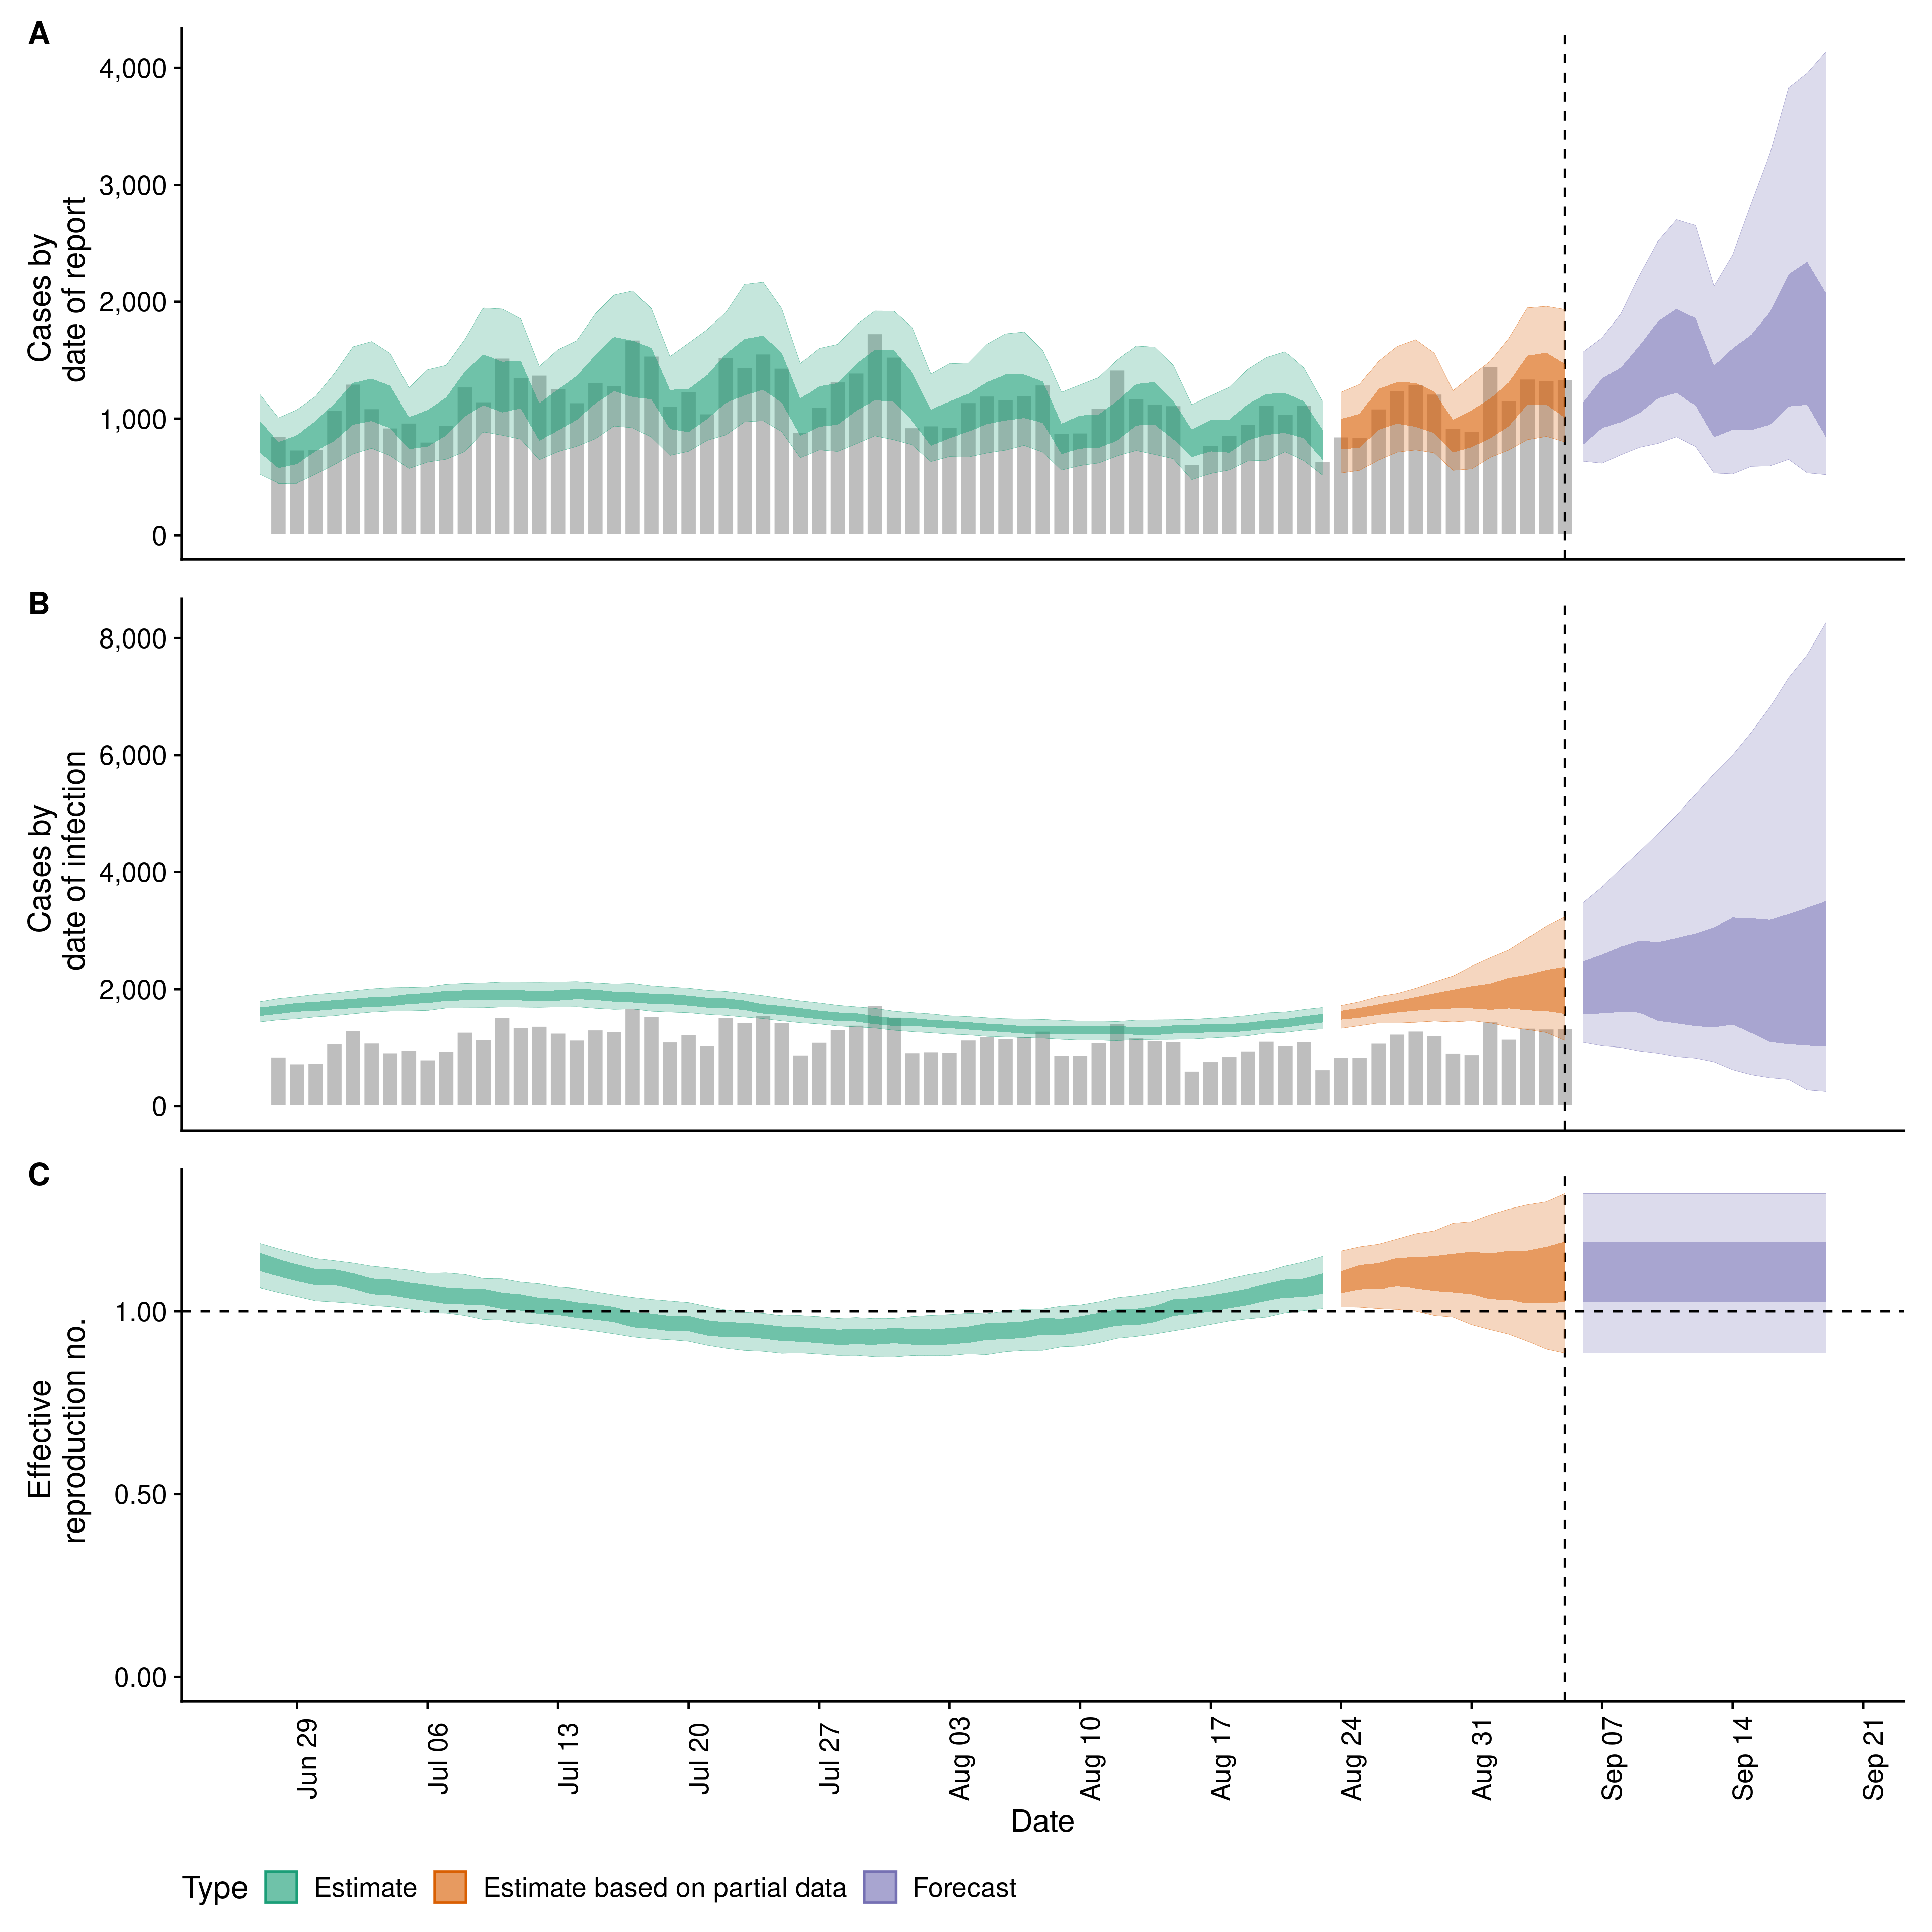 A
4,000
3,000
2,000
1,000
0
Cases by
date of report
B
8,000
6,000
4,000
2,000
0
Cases by
date of infection
C
1.00
0.50
0.00
Effective
reproduction no.
Jun 29
Jul 06
Jul 13
Jul 20
Jul 27
Aug 03
Aug 10
Aug 17
Aug 24
Aug 31
Sep 07
Sep 14
Sep 21
Date
Type Estimate Estimate based on partial data Forecast